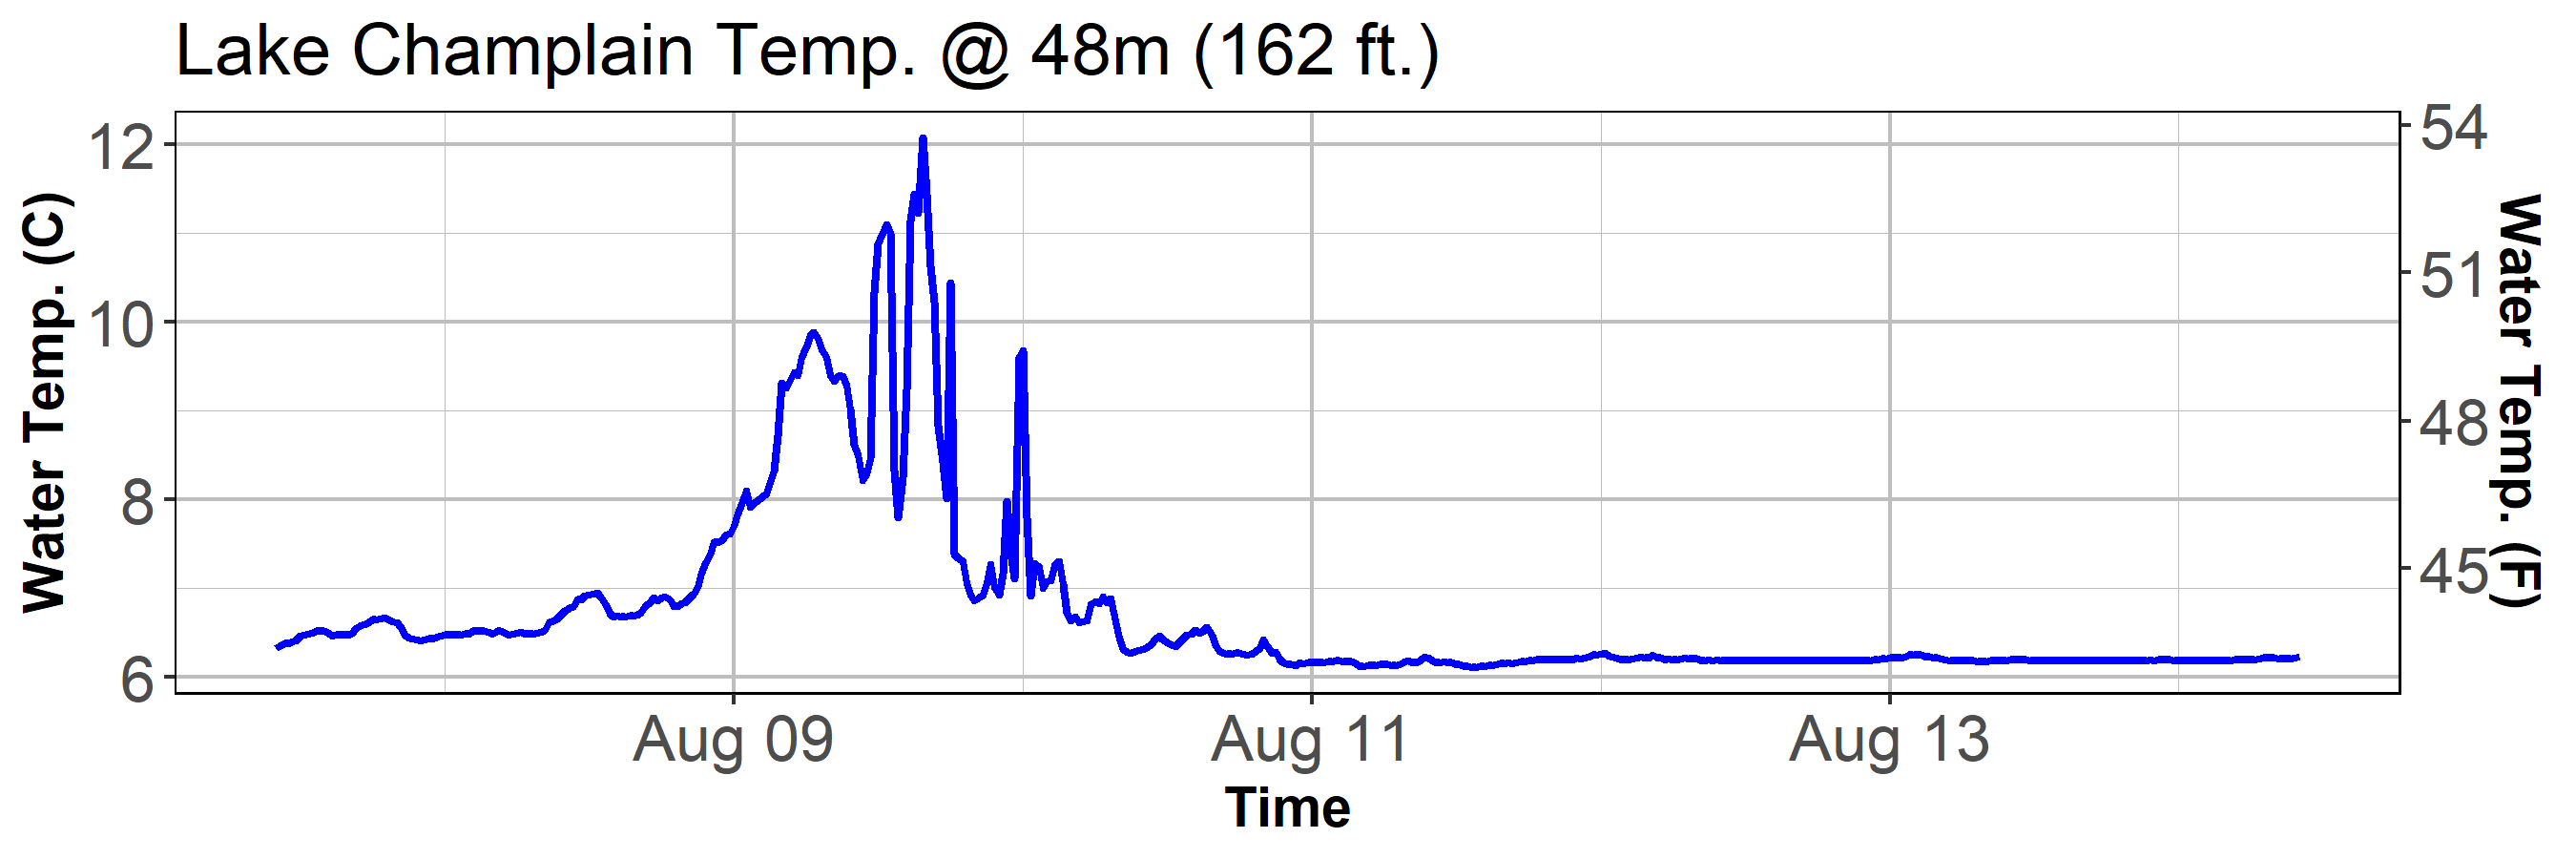 Lake Champlain Temp. @ 48m (162 ft.)
Water Temp. (C)
12
10
8
6
54
51
48
45
Water Temp. (F)
Aug 09 Aug 11 Aug 13
Time